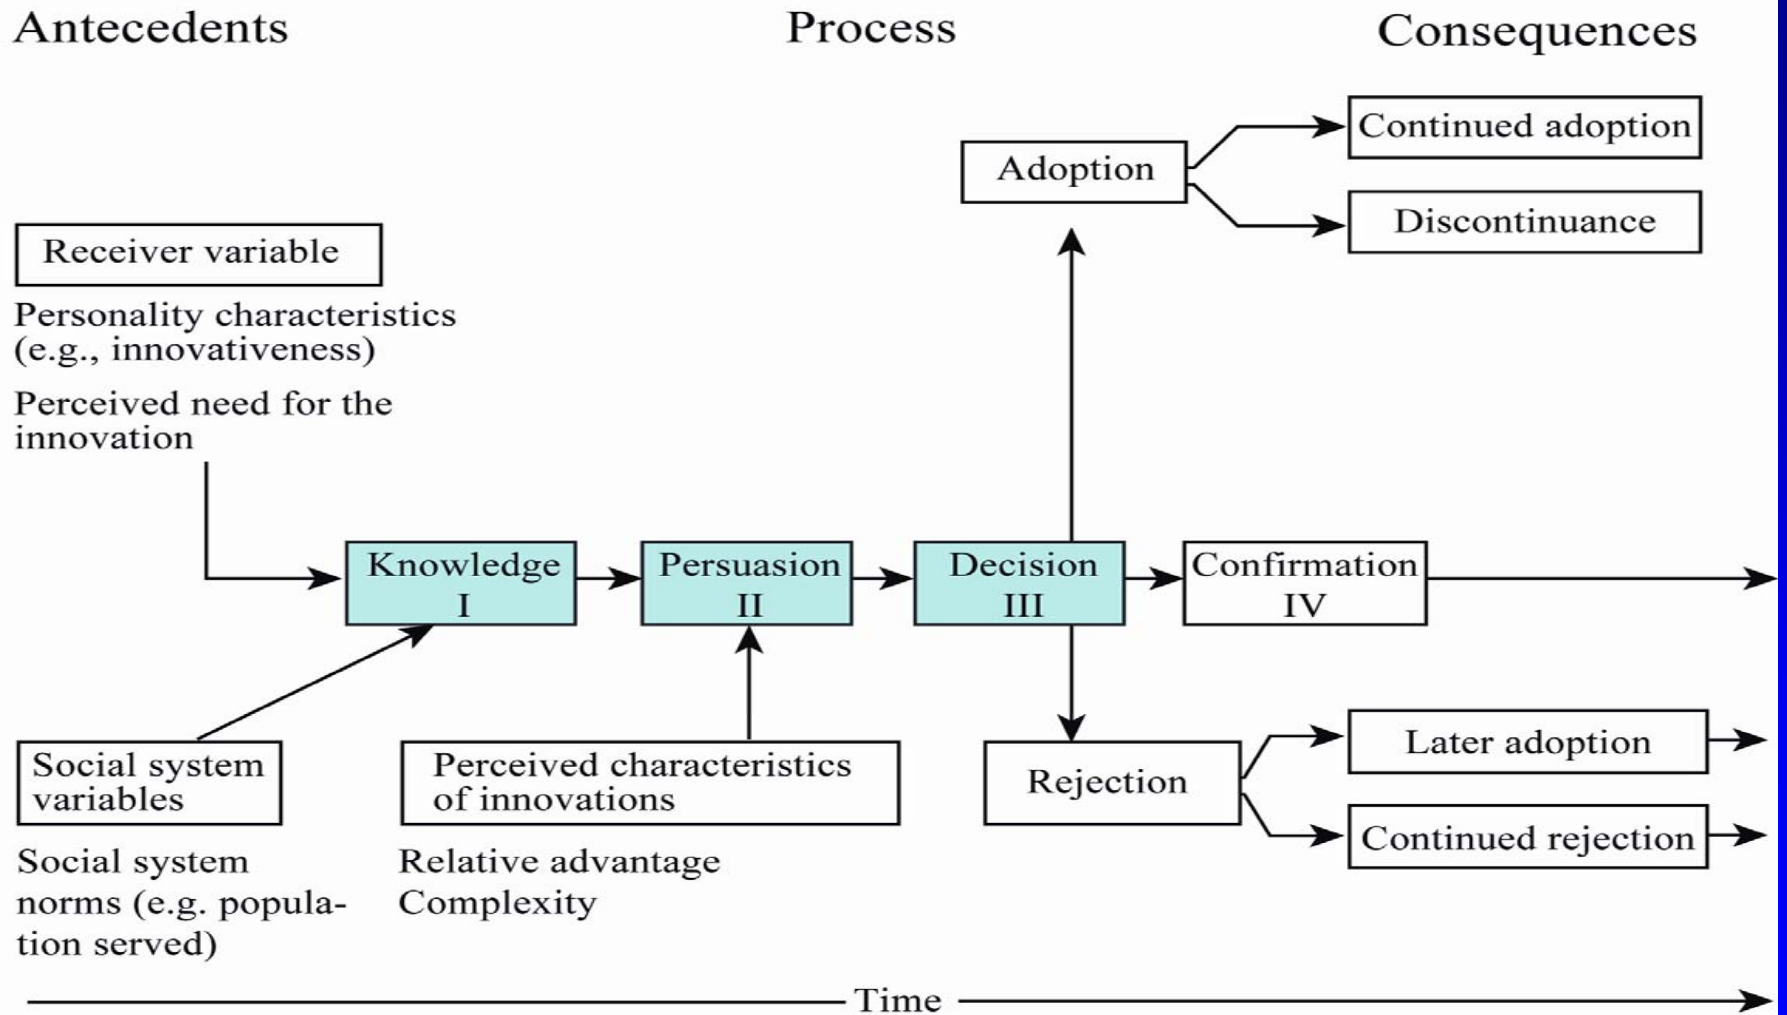 Antecedents
Process
Consequences
Continued adoption
Adoption
Discontinuance
Receiver variable
Personality characteristics
(e.g., innovativeness)
Perceived need for the
innovation
Knowledge
I
Persuasion
II
Decision
III
Confirmation
IV
Social system
variables
Perceived characteristics
of innovations
Rejection
Later adoption
Continued rejection
Social system
norms (e.g. popula-
tion served)
Relative advantage
Complexity
Time